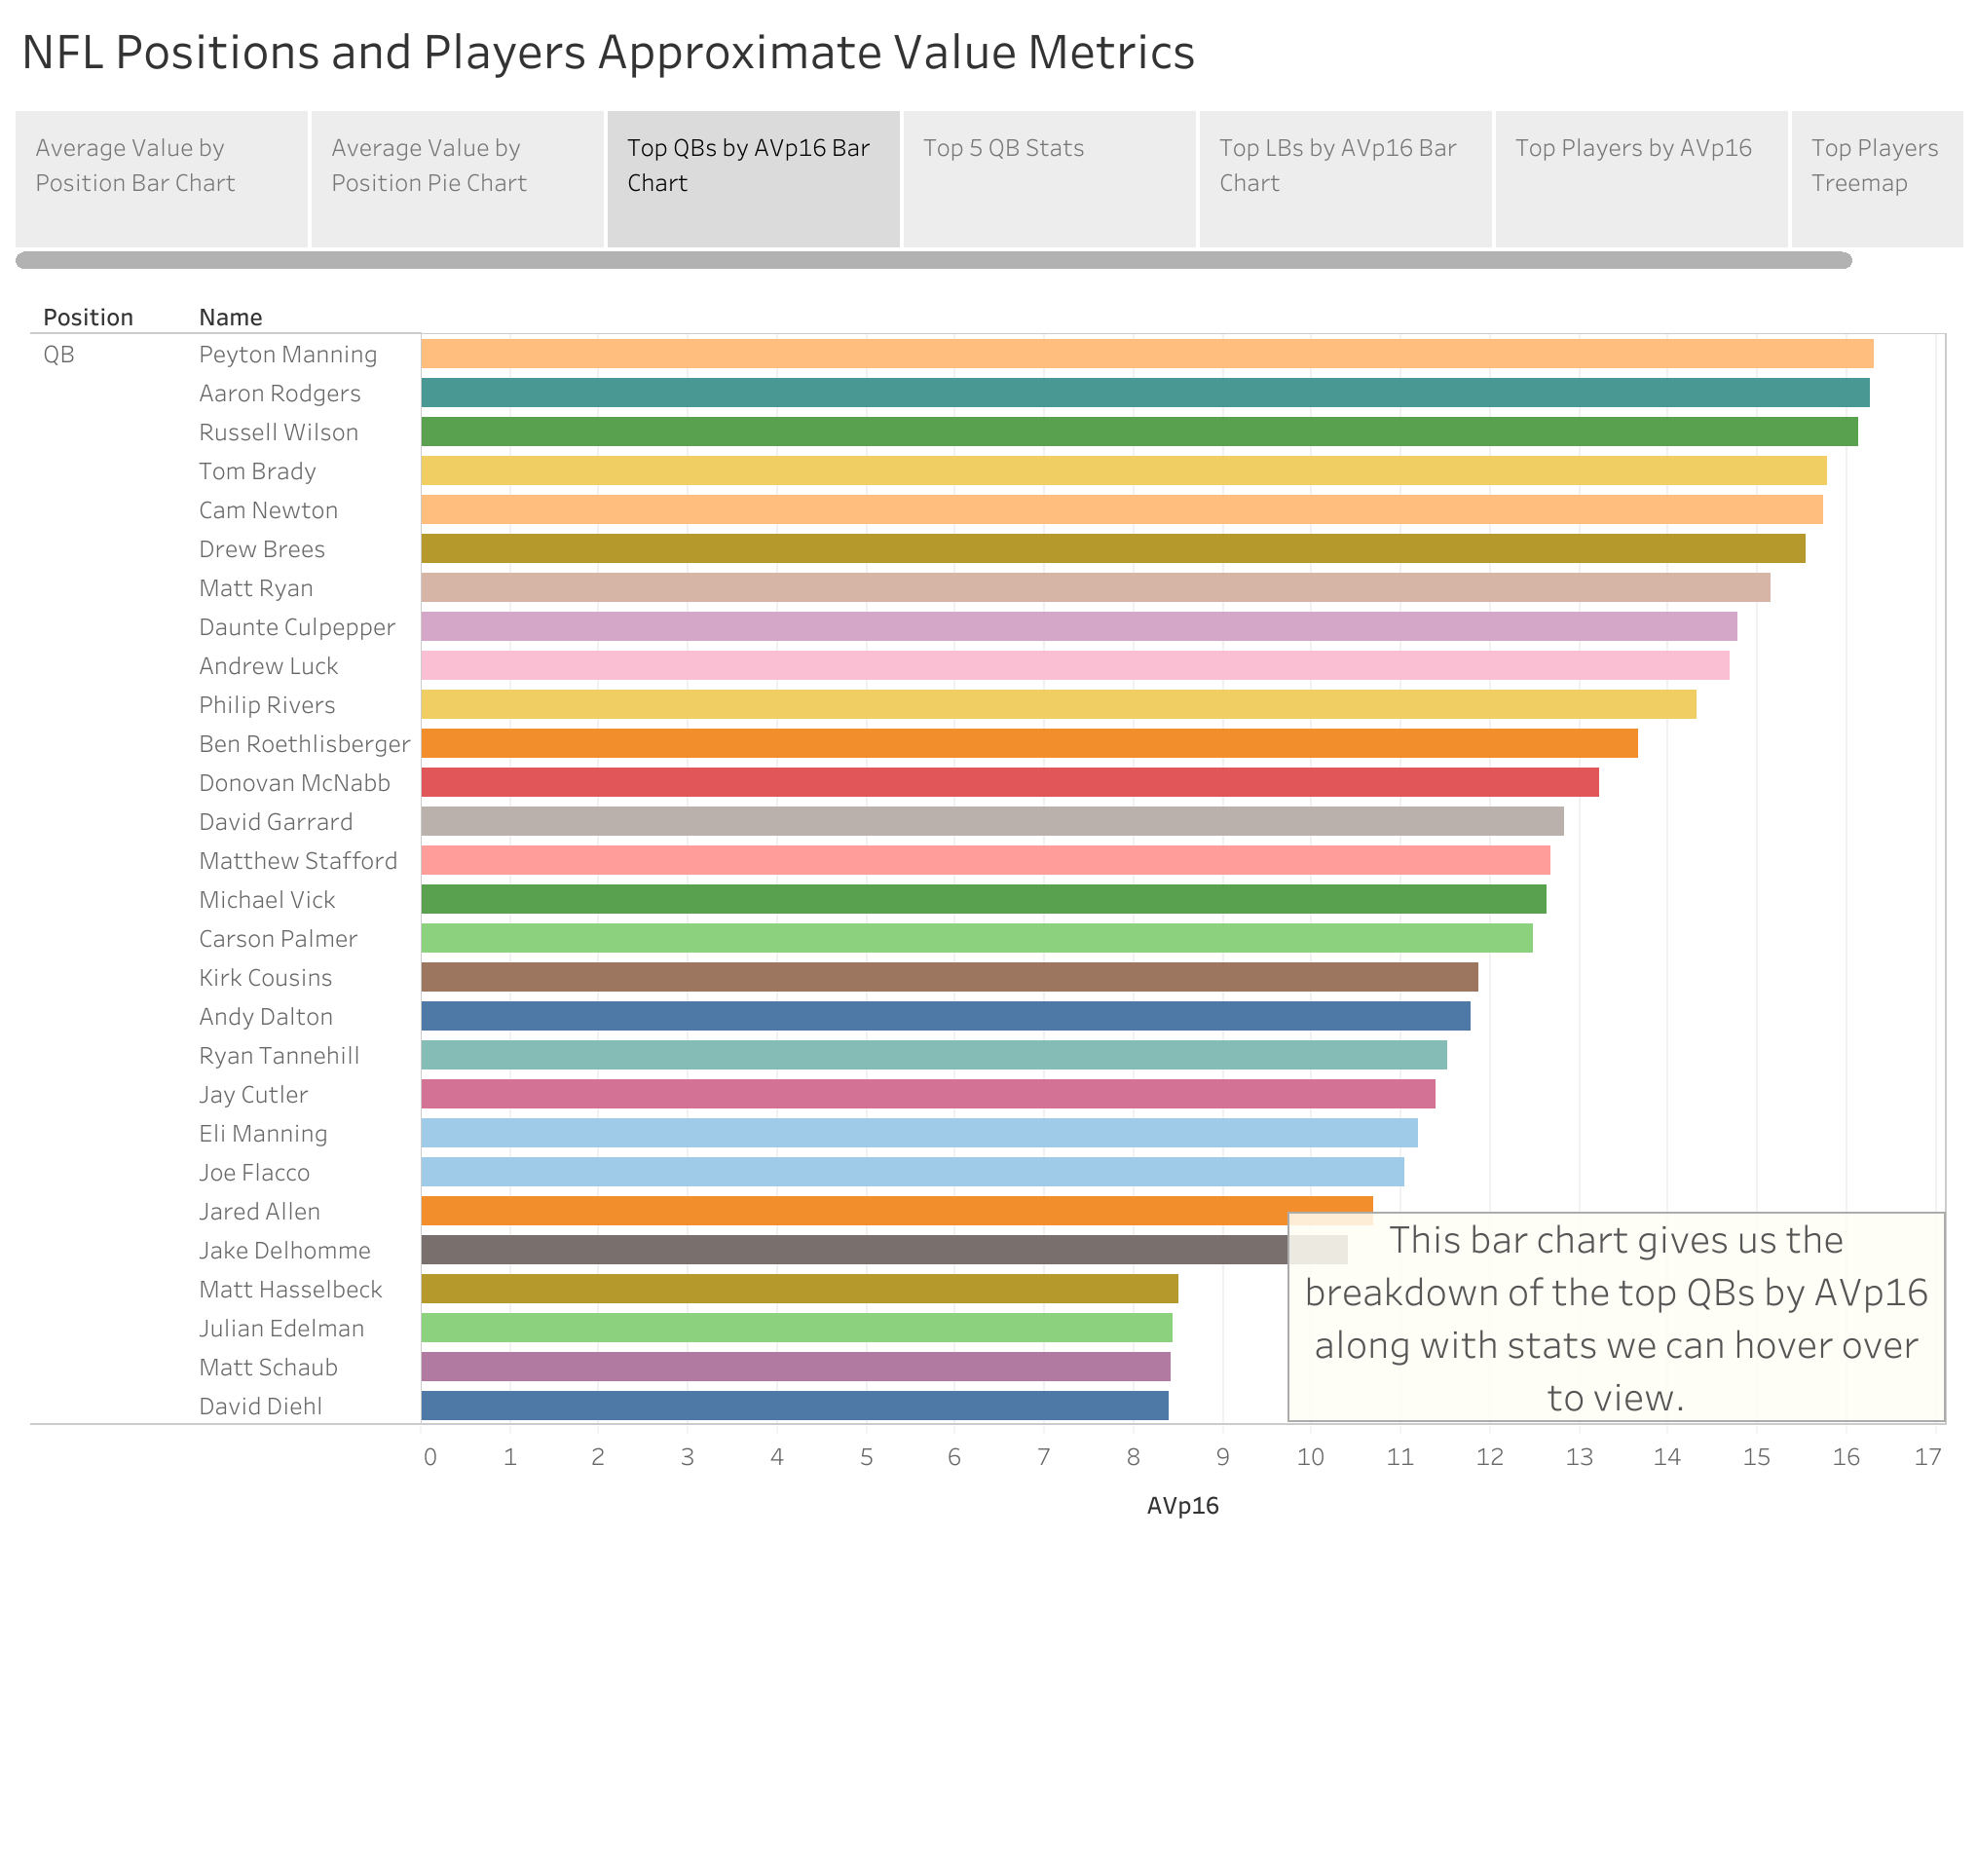 NFL Positions and Players Approximate Value Metrics
Average Value by
Position Bar Chart
Average Value by
Position Pie Chart
Top QBs by AVp16 Bar
Chart
Top 5 QB Stats
Top LBs by AVp16 Bar
Chart
Top Players by AVp16
Top Players
Treemap
Position Name
QB Peyton Manning
Aaron Rodgers
Russell Wilson
Tom Brady
Cam Newton
Drew Brees
Matt Ryan
Daunte Culpepper
Andrew Luck
Philip Rivers
Ben Roethlisberger
Donovan McNabb
David Garrard
Matthew Stafford
Michael Vick
Carson Palmer
Kirk Cousins
Andy Dalton
Ryan Tannehill
Jay Cutler
Eli Manning
Joe Flacco
Jared Allen
Jake Delhomme
Matt Hasselbeck
Julian Edelman
Matt Schaub
David Diehl
This bar chart gives us the
breakdown of the top QBs by AVp16
along with stats we can hover over
to view.
0 1 2 3 4 5 6 7 8 9 10 11 12 13 14 15 16 17
AVp16